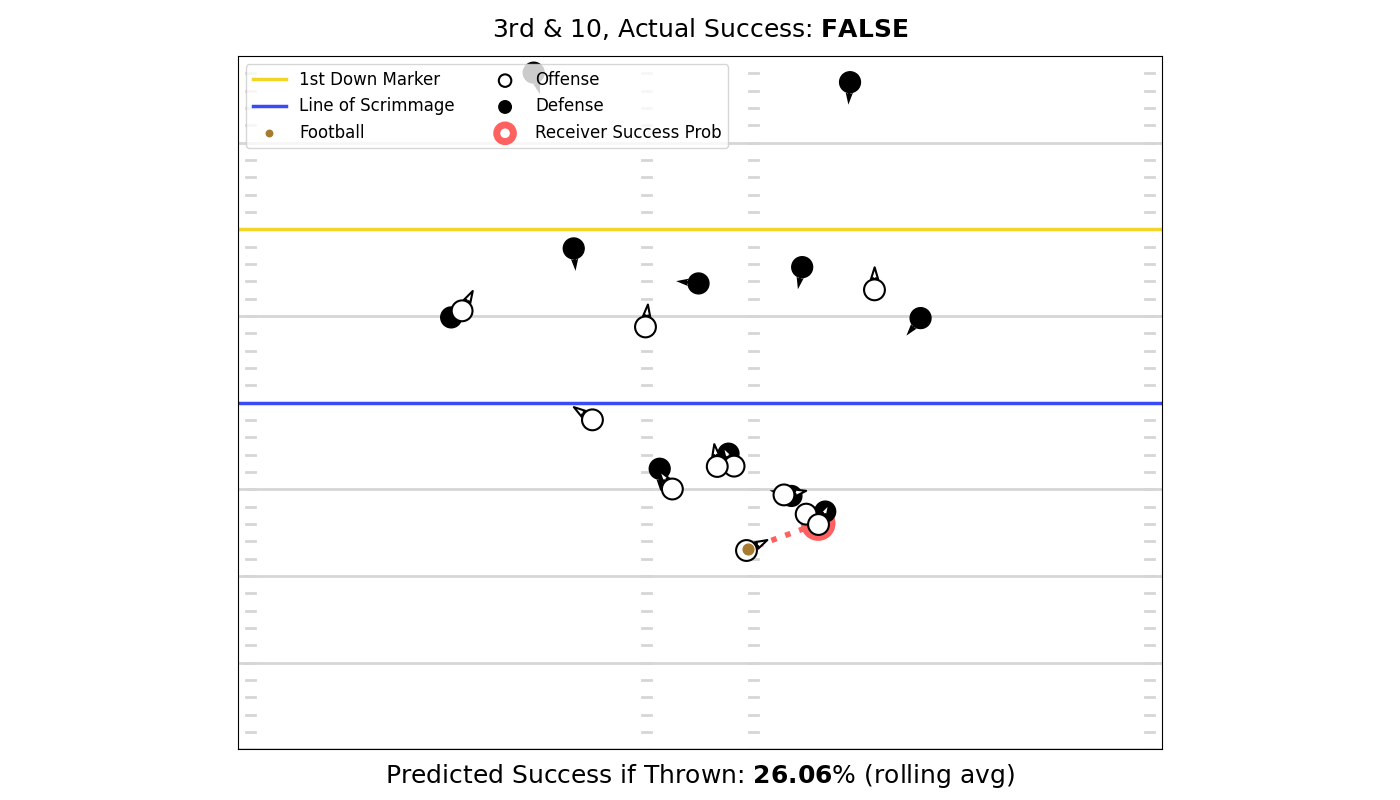 3rd & 10, Actual Success: FALSE
1st Down Marker
Line of Scrimmage
Football
Offense
Defense
Receiver Success Prob
Predicted Success if Thrown: 26.06% (rolling avg)